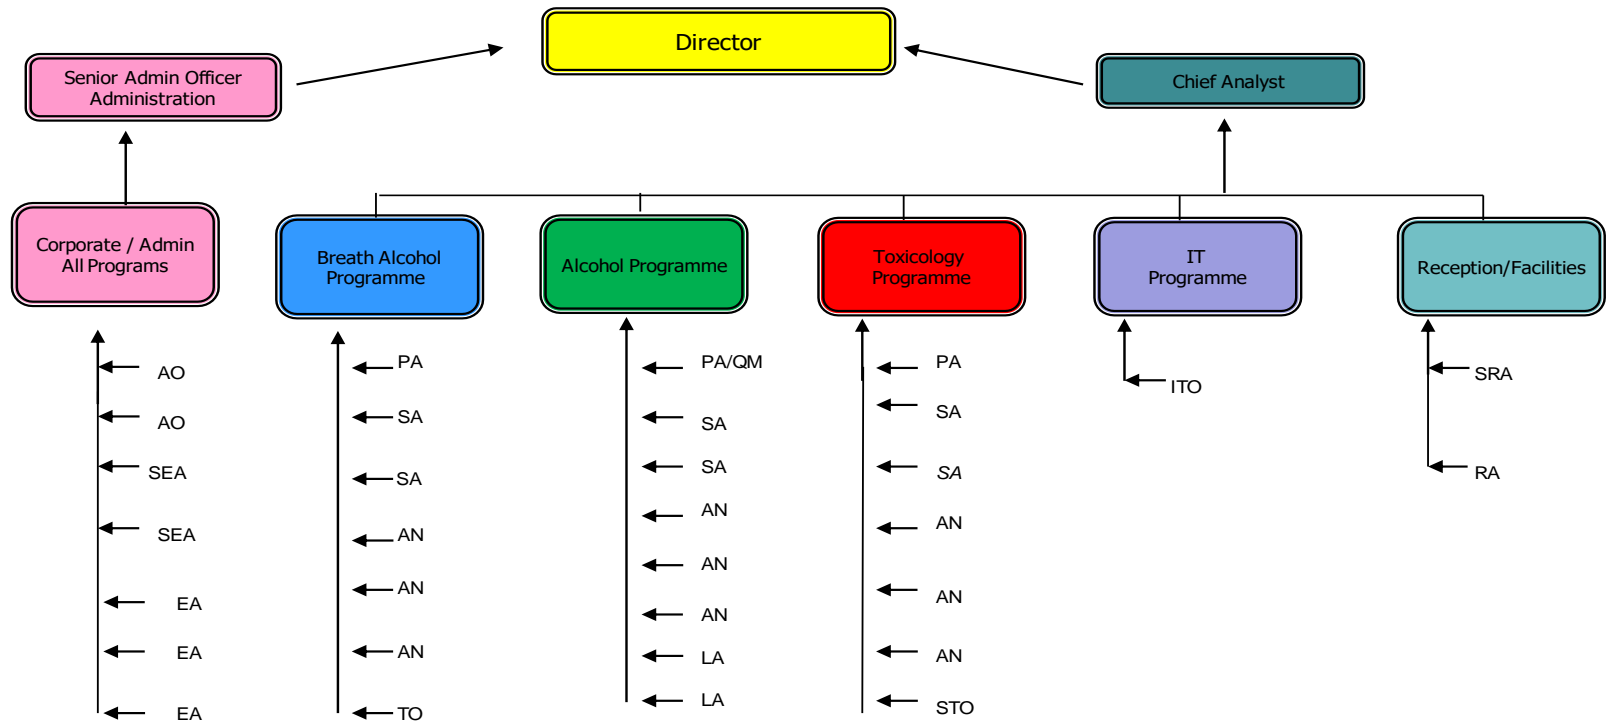 Director
Senior Admin Officer
Administration
Chief Analyst
Corporate / Admin
All Programs
Breath Alcohol
Programme
Alcohol Programme
Toxicology
Programme
IT
Programme
Reception/Facilities
AO
AO
SEA
SEA
EA
EA
EA
PA
SA
SA
AN
AN
AN
TO
PA/QM
SA
SA
AN
AN
AN
LA
LA
PA
SA
SA
AN
AN
AN
STO
ITO
SRA
RA